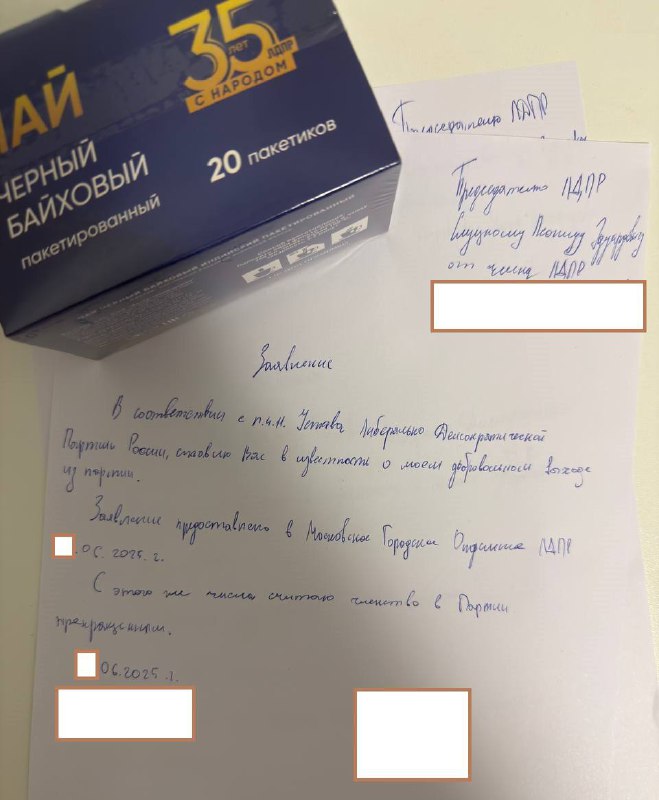 ЧАЙ
ЧЕРНЫЙ
БАЙХОВЫЙ
пакетированный
35
лет
ЛДПР
С НАРОДОМ
20 пакетиков
Председателю ЛДПР
Председателю ЛДПР
Слуцкому Леониду Эдуардовичу
от члена ЛДПР
Заявление
В соответствии с п.4.11. Устава Либерально Демократической
Партии России, ставлю Вас в известность о моем добровольном выходе
из партии.
Заявление предоставлено в Московское Городское Отделение ЛДПР
.06.2025 г.
С этого же числа считаю членство в Партии
прекращенным.
06.2025 г.